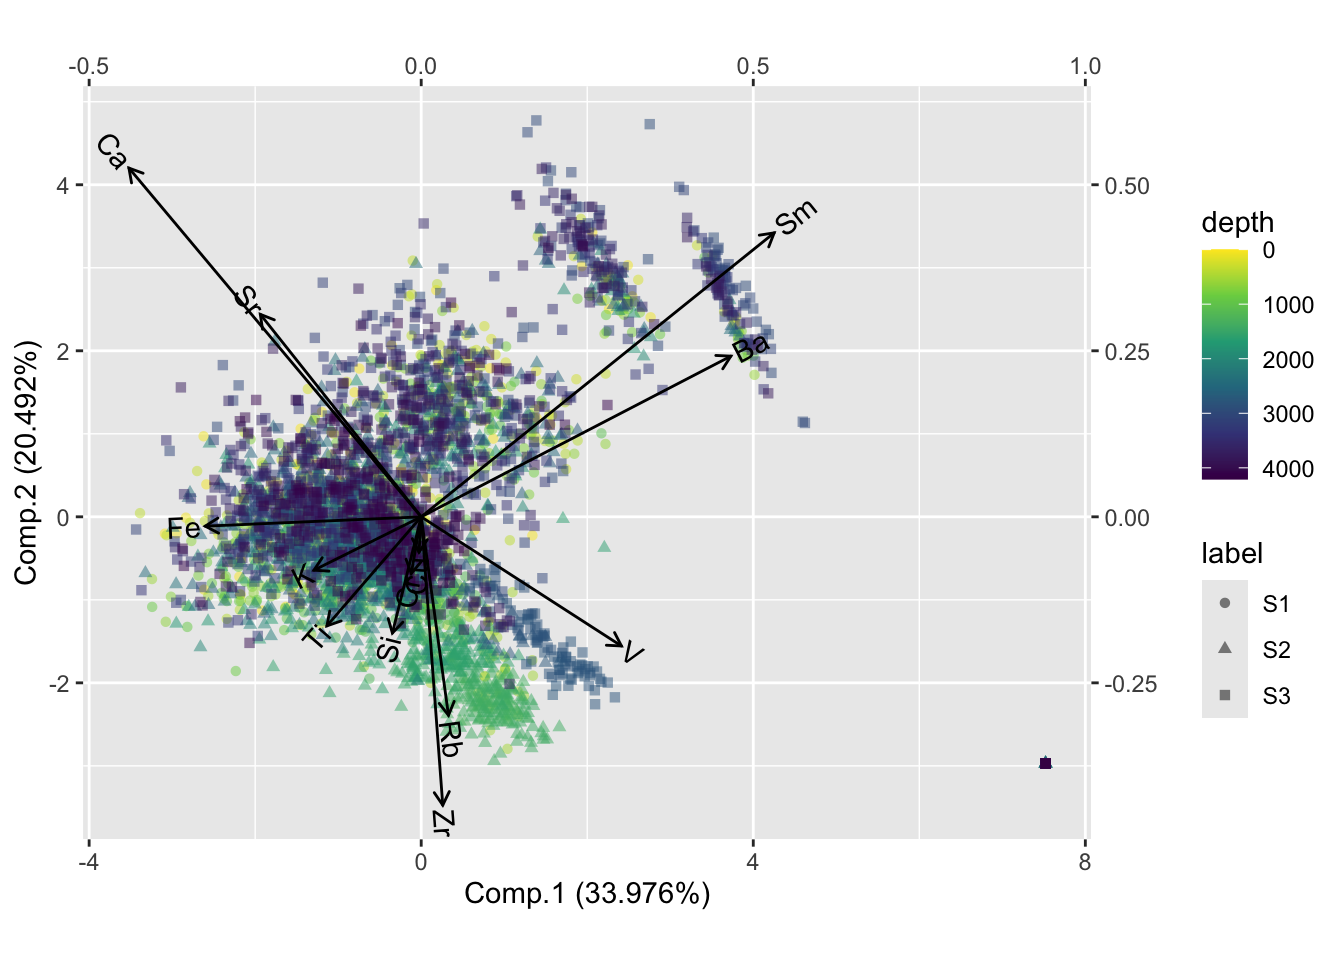 -0.5 0.0 0.5 1.0
Ca
Sm
Sr
Ba
Fe
K
Ti
Si
V
Rb
Zr
4
2
0
-2
0.50
0.25
0.00
-0.25
-4 0 4 8
Comp.1 (33.976%)
Comp.2 (20.492%)
depth
0
1000
2000
3000
4000
label
S1
S2
S3